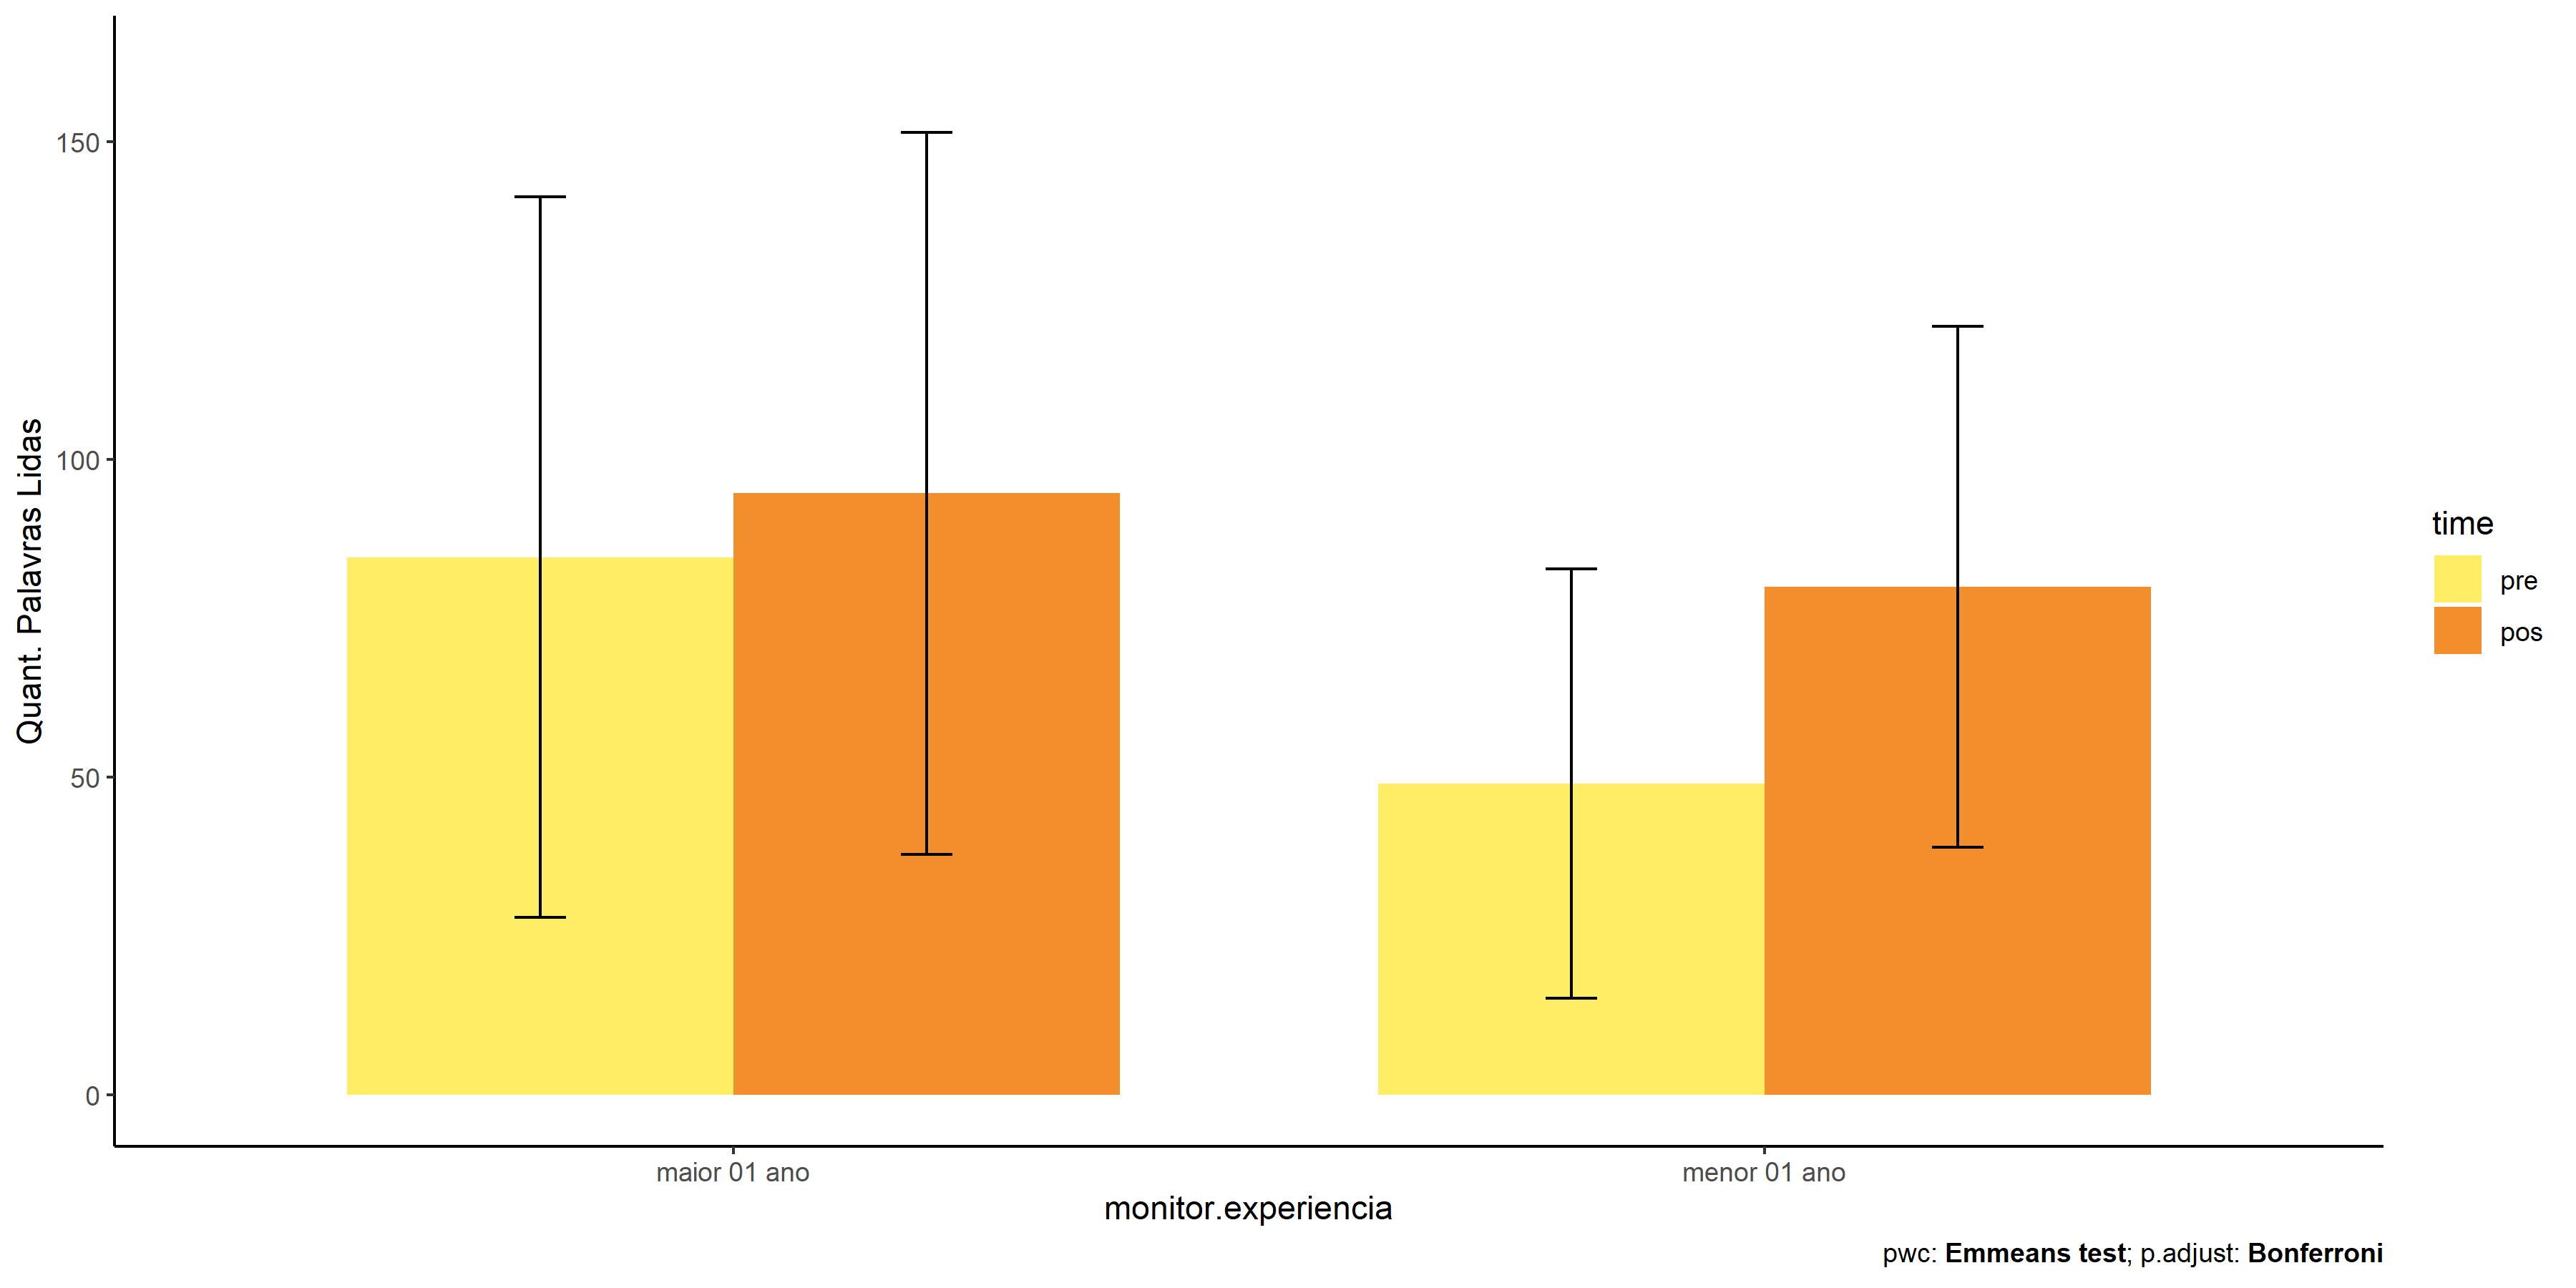 Quant. Palavras Lidas
150
100
50
0
maior 01 ano
menor 01 ano
monitor.experiencia
time
pre
pos
pwc: Emmeans test; p.adjust: Bonferroni